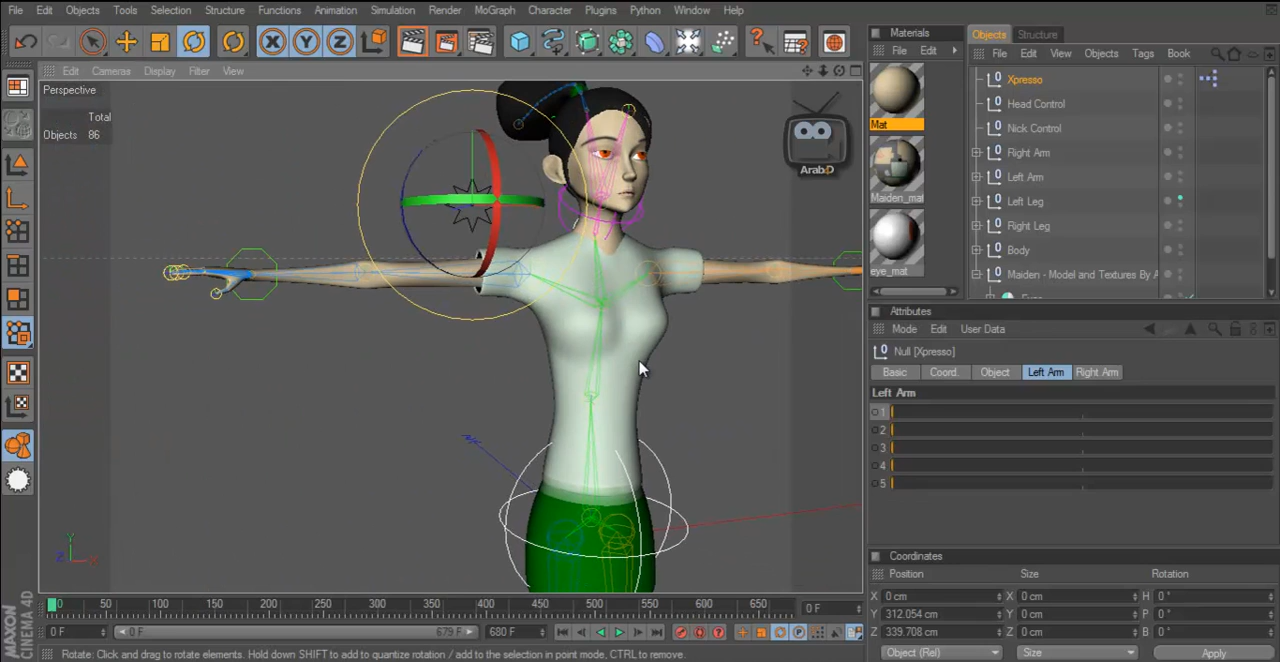 File Edit Objects Tools Selection Structure Functions Animation Simulation Render MoGraph Character Plugins Python Window Help
Edit Cameras Display Filter View
Perspective
Total
Objects 86
Arab4D
Materials
File Edit
Mat
Maiden_mat
eye_mat
Objects Structure
File Edit View Objects Tags Book
Xpresso
Head Control
Nick Control
Right Arm
Left Arm
Left Leg
Right Leg
Body
Maiden - Model and Textures By A
Attributes
Mode Edit User Data
Null [Xpresso]
Basic Coord. Object Left Arm Right Arm
Left Arm
1
2
3
4
5
Coordinates
Position Size Rotation
X 0 cm X 0 cm H 0 °
Y 312.054 cm Y 0 cm P 0 °
Z 339.708 cm Z 0 cm B 0 °
Object (Rel) Size Apply
Y
Z X
0 50 100 150 200 250 300 350 400 450 500 550 600 650 0 F
0 F 0 F 679 F 680 F
MAXON
CINEMA 4D
Rotate: Click and drag to rotate elements. Hold down SHIFT to add to quantize rotation / add to the selection in point mode, CTRL to remove.